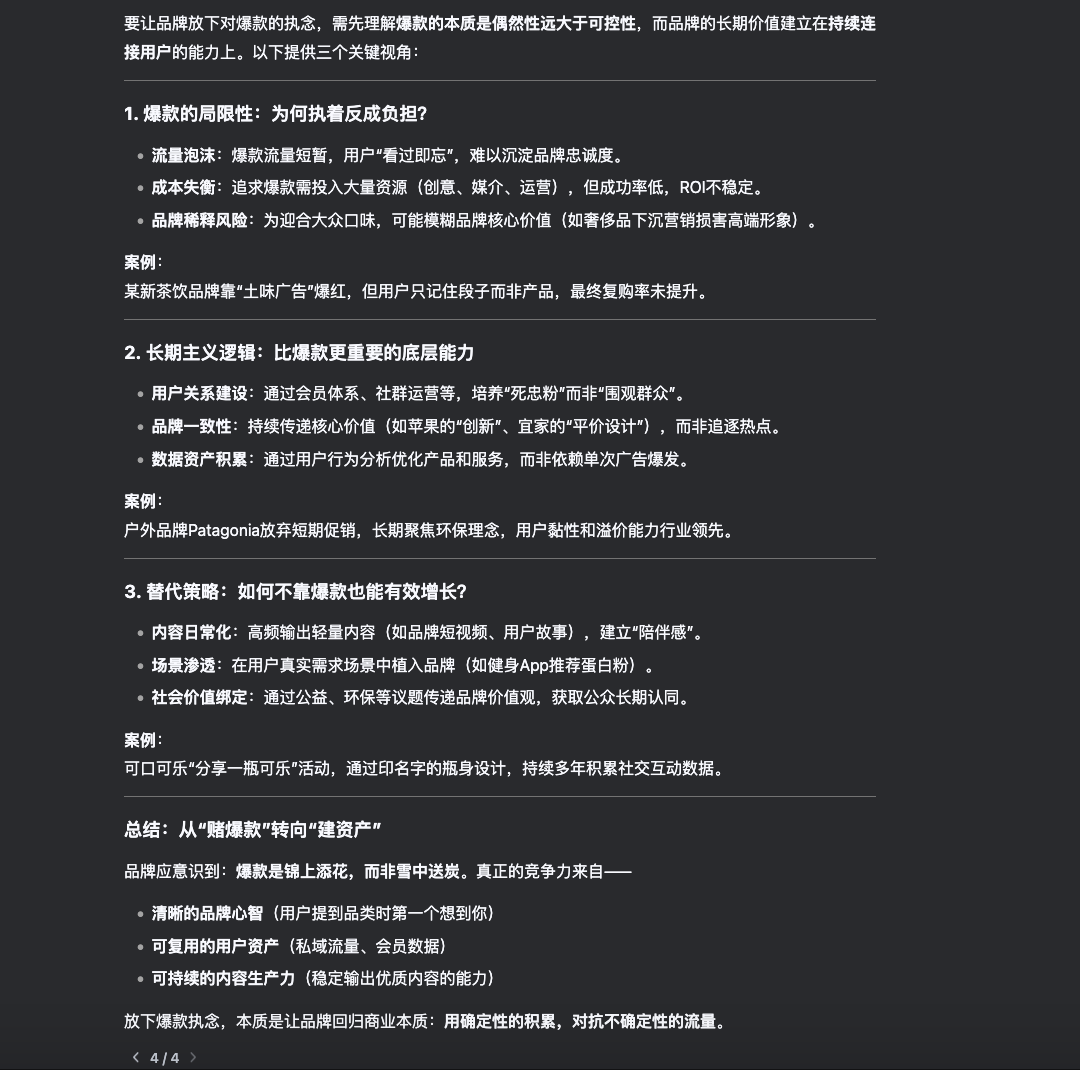 要让品牌放下对爆款的执念，需先理解爆款的本质是偶然性远大于可控性，而品牌的长期价值建立在持续连
接用户的能力上。以下提供三个关键视角：
1. 爆款的局限性：为何执着反成负担？
• 流量泡沫：爆款流量短暂，用户“看过即忘”，难以沉淀品牌忠诚度。
• 成本失衡：追求爆款需投入大量资源（创意、媒介、运营），但成功率低，ROI不稳定。
• 品牌稀释风险：为迎合大众口味，可能模糊品牌核心价值（如奢侈品下沉营销损害高端形象）。
案例：
某新茶饮品牌靠“土味广告”爆红，但用户只记住段子而非产品，最终复购率未提升。
2. 长期主义逻辑：比爆款更重要的底层能力
• 用户关系建设：通过会员体系、社群运营等，培养“死忠粉”而非“围观群众”。
• 品牌一致性：持续传递核心价值（如苹果的“创新”、宜家的“平价设计”），而非追逐热点。
• 数据资产积累：通过用户行为分析优化产品和服务，而非依赖单次广告爆发。
案例：
户外品牌Patagonia放弃短期促销，长期聚焦环保理念，用户黏性和溢价能力行业领先。
3. 替代策略：如何不靠爆款也能有效增长？
• 内容日常化：高频输出轻量内容（如品牌短视频、用户故事），建立“陪伴感”。
• 场景渗透：在用户真实需求场景中植入品牌（如健身App推荐蛋白粉）。
• 社会价值绑定：通过公益、环保等议题传递品牌价值观，获取公众长期认同。
案例：
可口可乐“分享一瓶可乐”活动，通过印名字的瓶身设计，持续多年积累社交互动数据。
总结：从“赌爆款”转向“建资产”
品牌应意识到：爆款是锦上添花，而非雪中送炭。真正的竞争力来自——
• 清晰的品牌心智（用户提到品类时第一个想到你）
• 可复用的用户资产（私域流量、会员数据）
• 可持续的内容生产力（稳定输出优质内容的能力）
放下爆款执念，本质是让品牌回归商业本质：用确定性的积累，对抗不确定性的流量。
< 4 / 4 >